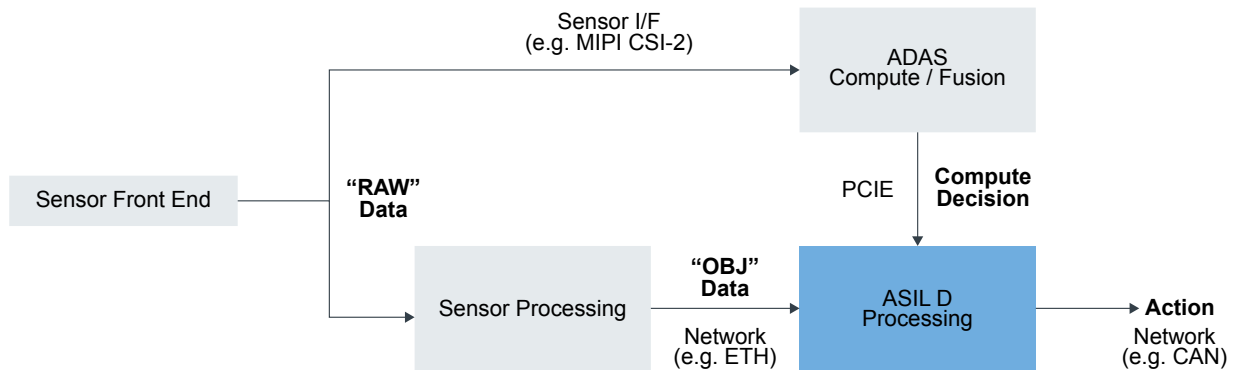 Sensor I/F
(e.g. MIPI CSI-2)
ADAS
Compute / Fusion
Sensor Front End
“RAW”
Data
PCIE
Compute
Decision
Sensor Processing
“OBJ”
Data
Network
(e.g. ETH)
ASIL D
Processing
Action
Network
(e.g. CAN)